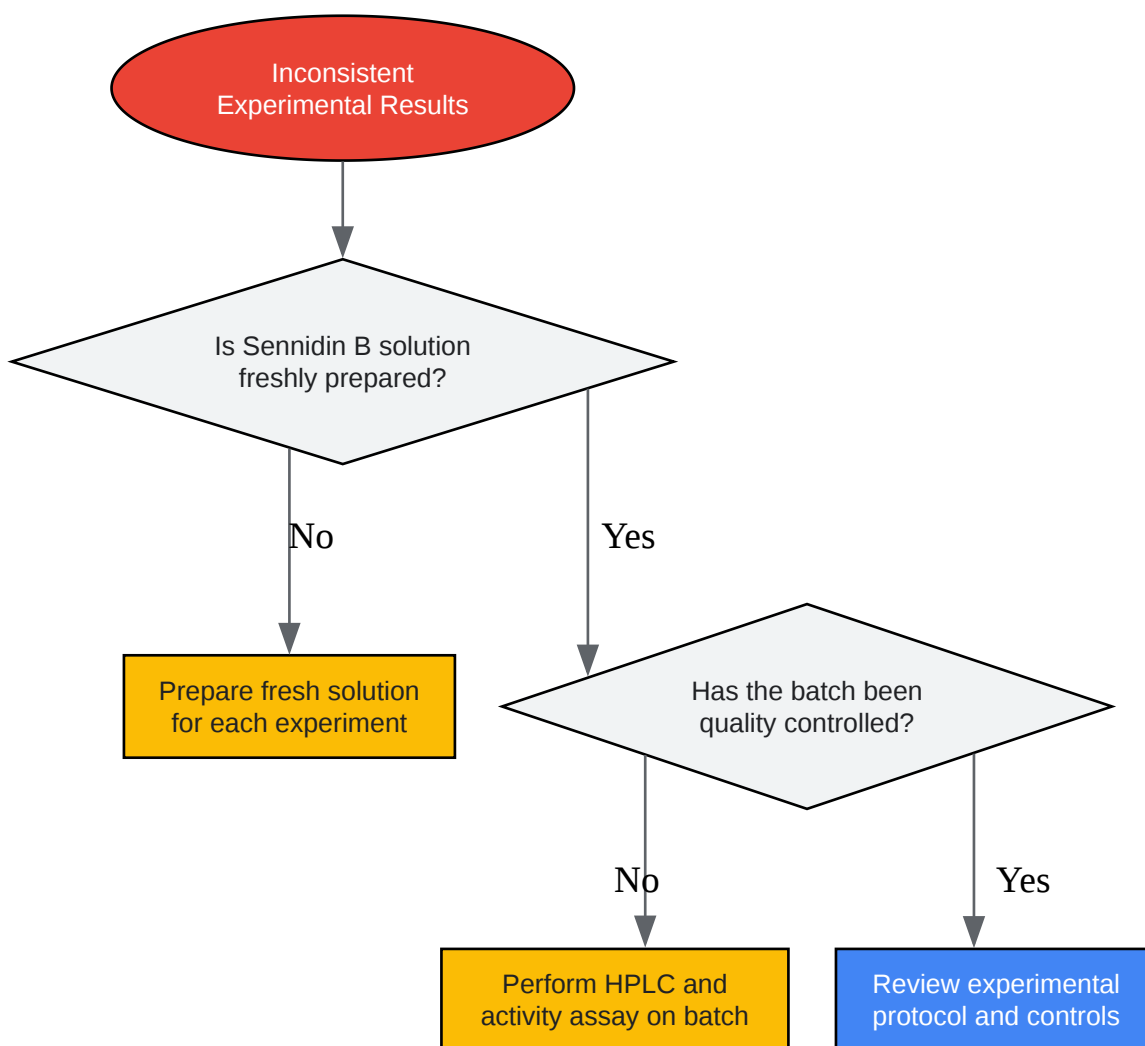 Inconsistent
Experimental Results
Is Sennidin B solution
freshly prepared?
No
Yes
Prepare fresh solution
for each experiment
Has the batch been
quality controlled?
No
Yes
Perform HPLC and
activity assay on batch
Review experimental
protocol and controls